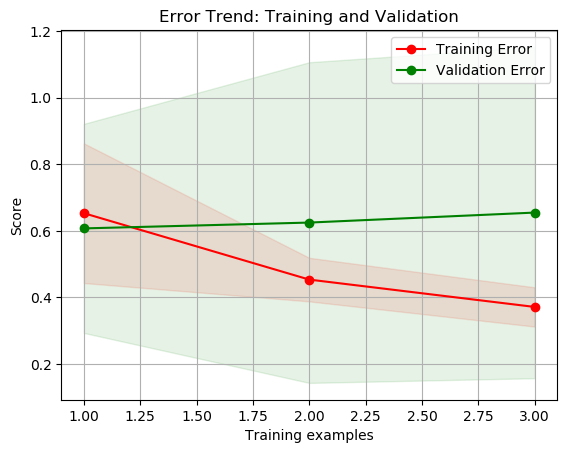 Error Trend: Training and Validation
Training Error
Validation Error
Score
1.2
1.0
0.8
0.6
0.4
0.2
1.00 1.25 1.50 1.75 2.00 2.25 2.50 2.75 3.00
Training examples